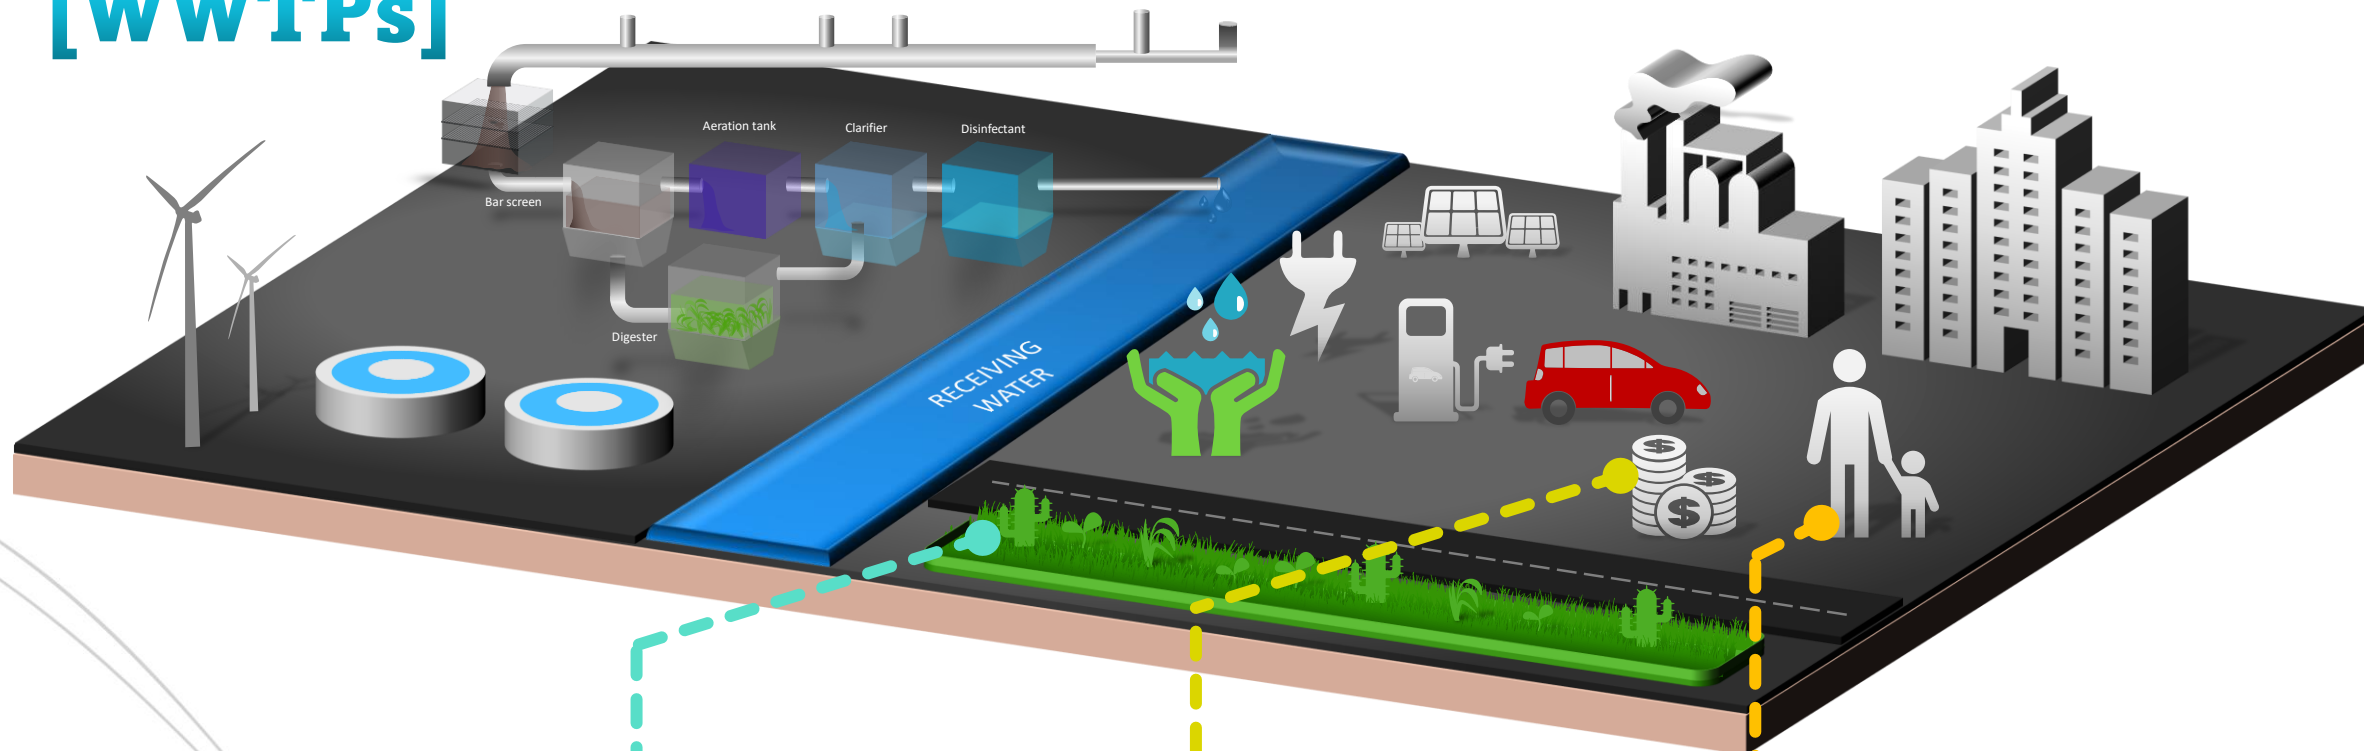 [WWTPs]
Aeration tank
Clarifier
Disinfectant
Bar screen
Digester
RECEIVING
WATER
$
$
$